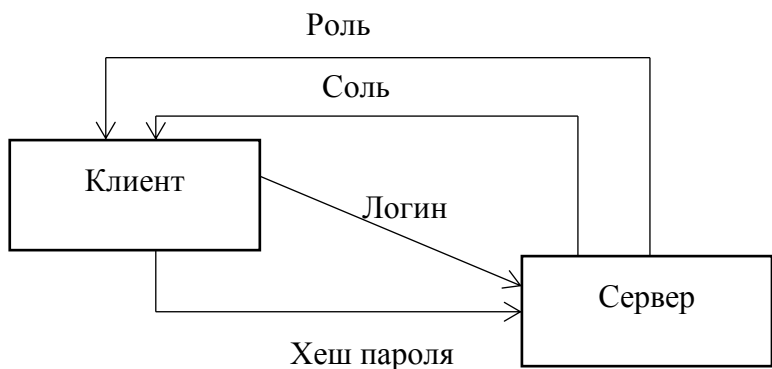 Роль
Соль
Клиент
Логин
Сервер
Хеш пароля